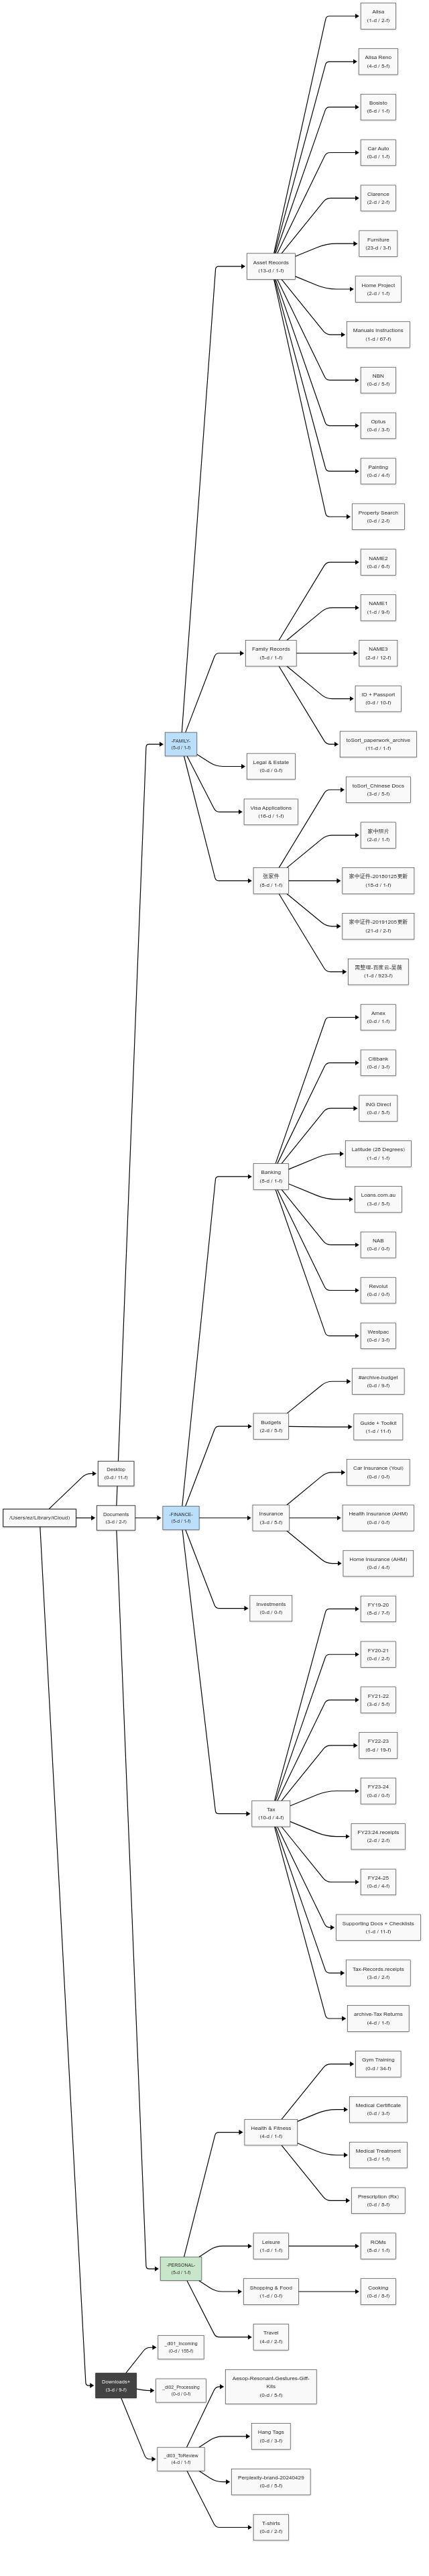 Alisa
(1-d / 2-f)
Alisa Reno
(4-d / 5-f)
Bosisto
(6-d / 1-f)
Car Auto
(0-d / 1-f)
Clarence
(2-d / 2-f)
Furniture
(23-d / 3-f)
Asset Records
(13-d / 1-f)
Home Project
(2-d / 1-f)
Manuals Instructions
(1-d / 67-f)
NBN
(0-d / 5-f)
Optus
(0-d / 3-f)
Painting
(0-d / 4-f)
Property Search
(0-d / 2-f)
NAME2
(0-d / 6-f)
NAME1
(1-d / 9-f)
Family Records
(5-d / 1-f)
NAME3
(2-d / 12-f)
ID + Passport
(0-d / 10-f)
-FAMILY-
(5-d / 1-f)
toSort_paperwork_archive
(11-d / 1-f)
Legal & Estate
(0-d / 0-f)
toSort_Chinese Docs
(3-d / 5-f)
Visa Applications
(16-d / 1-f)
家中照片
(2-d / 1-f)
张家件
(5-d / 1-f)
家中证件-20150125更新
(15-d / 1-f)
家中证件-20191205更新
(21-d / 2-f)
(1-d / 923-f)
Amex
(0-d / 1-f)
Citibank
(0-d / 3-f)
ING Direct
(0-d / 5-f)
Latitude (28 Degrees)
(1-d / 1-f)
Banking
(8-d / 1-f)
Loans.com.au
(3-d / 5-f)
NAB
(0-d / 0-f)
Revolut
(0-d / 0-f)
Westpac
(0-d / 3-f)
#archive-budget
(0-d / 9-f)
Budgets
(2-d / 5-f)
Guide + Toolkit
(1-d / 11-f)
Desktop
(0-d / 11-f)
Car Insurance (Youi)
(0-d / 0-f)
/Users/ez/Library/iCloud)
Documents
(3-d / 2-f)
-FINANCE-
(5-d / 1-f)
Insurance
(3-d / 5-f)
Health Insurance (AHM)
(0-d / 0-f)
Home Insurance (AHM)
(0-d / 4-f)
Investments
(0-d / 0-f)
FY19-20
(8-d / 7-f)
FY20-21
(0-d / 2-f)
FY21-22
(3-d / 5-f)
FY22-23
(6-d / 19-f)
FY23-24
(0-d / 0-f)
Tax
(10-d / 4-f)
FY23:24.receipts
(2-d / 2-f)
FY24-25
(0-d / 4-f)
Supporting Docs + Checklists
(1-d / 11-f)
Tax-Records.receipts
(3-d / 2-f)
archive-Tax Returns
(4-d / 1-f)
Gym Training
(0-d / 34-f)
Medical Certificate
(0-d / 3-f)
Health & Fitness
(4-d / 1-f)
Medical Treatment
(3-d / 1-f)
Prescription (Rx)
(0-d / 8-f)
Leisure
(1-d / 1-f)
ROMs
(8-d / 1-f)
-PERSONAL-
(5-d / 1-f)
Shopping & Food
(1-d / 0-f)
Cooking
(0-d / 8-f)
Travel
(4-d / 2-f)
_dl01_Incoming
(0-d / 155-f)
Downloads+
(3-d / 9-f)
_dl02_Processing
(0-d / 0-f)
Aesop-Resonant-Gestures-Gift-
Kits
(0-d / 5-f)
_dl03_ToReview
(4-d / 1-f)
Hang Tags
(0-d / 3-f)
Perplexity-brand-20240429
(0-d / 5-f)
T-shirts
(0-d / 2-f)